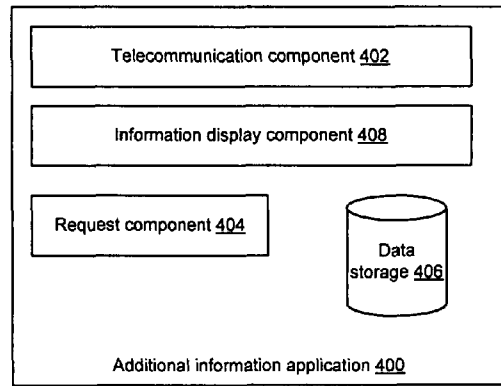 Telecommunication component 402
Information display component 408
Request component 404
Data
storage 406
Additional information application 400